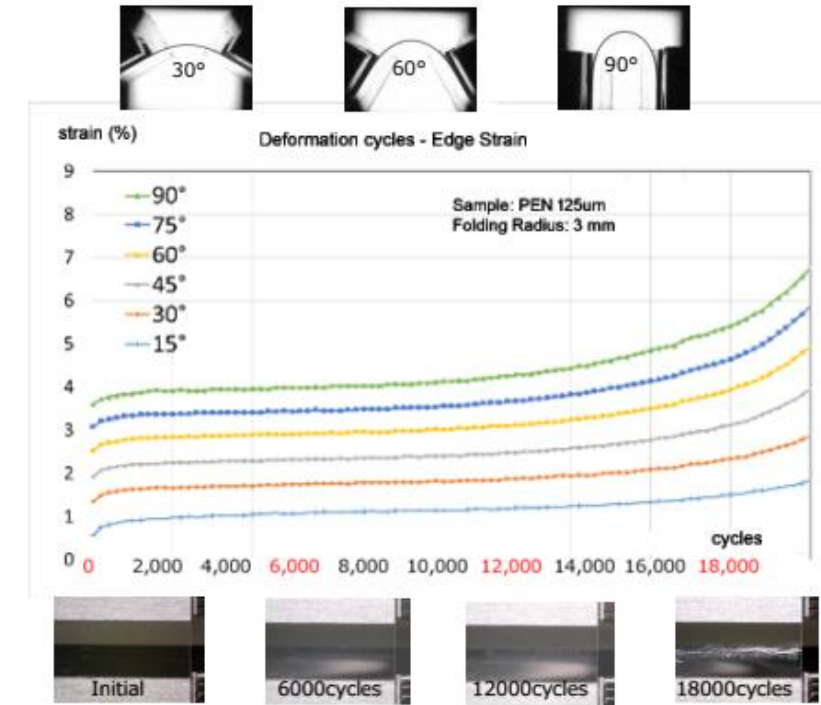 30°
60°
90°
strain (%)
Deformation cycles - Edge Strain
9
8
7
6
5
4
3
2
1
0
90°
75°
60°
45°
30°
15°
Sample: PEN 125um
Folding Radius: 3 mm
cycles
0 2,000 4,000 6,000 8,000 10,000 12,000 14,000 16,000 18,000
Initial
6000cycles
12000cycles
18000cycles